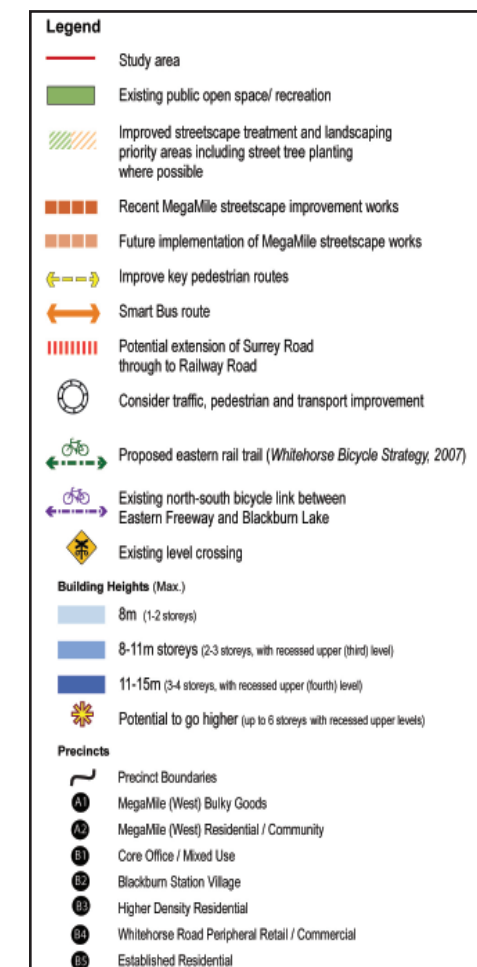 Legend
Study area
Existing public open space/ recreation
Improved streetscape treatment and landscaping
priority areas including street tree planting
where possible
Recent MegaMile streetscape improvement works
Future implementation of MegaMile streetscape works
Improve key pedestrian routes
Smart Bus route
Potential extension of Surrey Road
through to Railway Road
Consider traffic, pedestrian and transport improvement
Proposed eastern rail trail (Whitehorse Bicycle Strategy, 2007)
Existing north-south bicycle link between
Eastern Freeway and Blackburn Lake
Existing level crossing
Building Heights (Max.)
8m (1-2 storeys)
8-11m storeys (2-3 storeys, with recessed upper (third) level)
11-15m (3-4 storeys, with recessed upper (fourth) level)
Potential to go higher (up to 6 storeys with recessed upper levels)
Precincts
Precinct Boundaries
A1 MegaMile (West) Bulky Goods
A2 MegaMile (West) Residential / Community
B1 Core Office / Mixed Use
B2 Blackburn Station Village
B3 Higher Density Residential
B4 Whitehorse Road Peripheral Retail / Commercial
B5 Established Residential